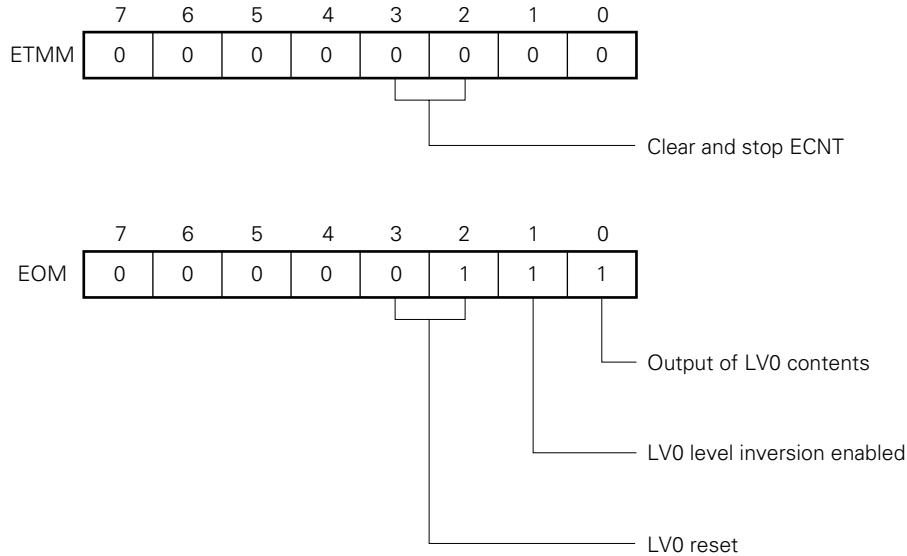 7 6 5 4 3 2 1 0
ETMM 0 0 0 0 0 0 0 0
Clear and stop ECNT
7 6 5 4 3 2 1 0
EOM 0 0 0 0 0 1 1 1
Output of LV0 contents
LV0 level inversion enabled
LV0 reset